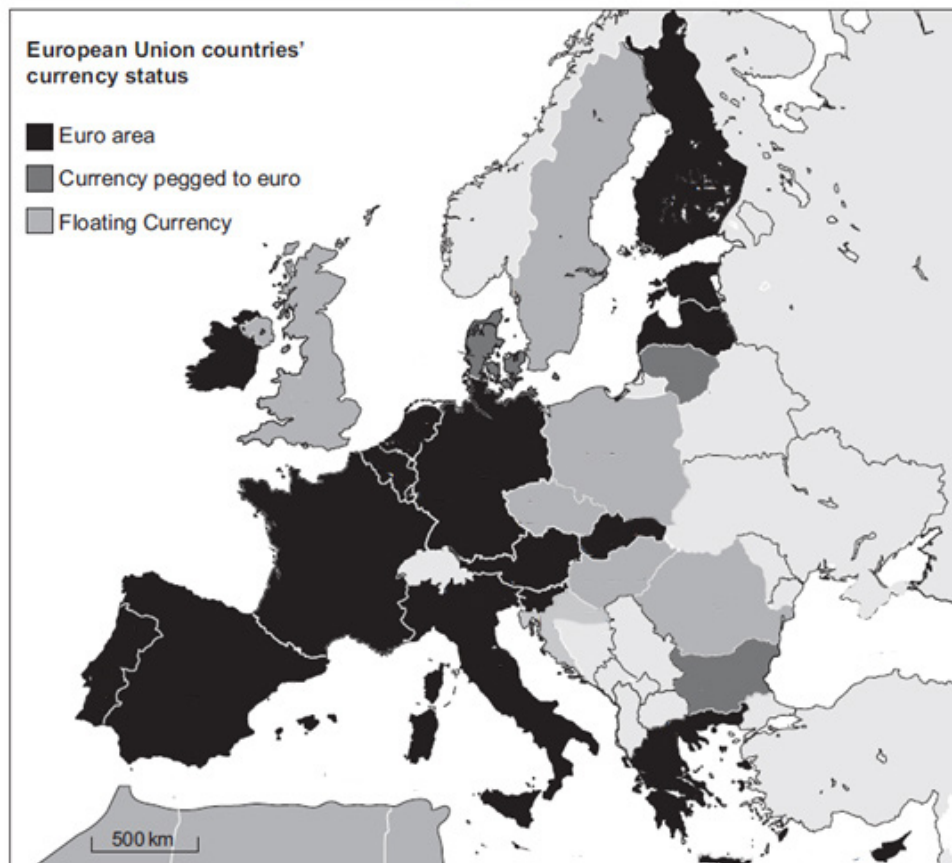 European Union countries'
currency status
Euro area
Currency pegged to euro
Floating Currency
500 km